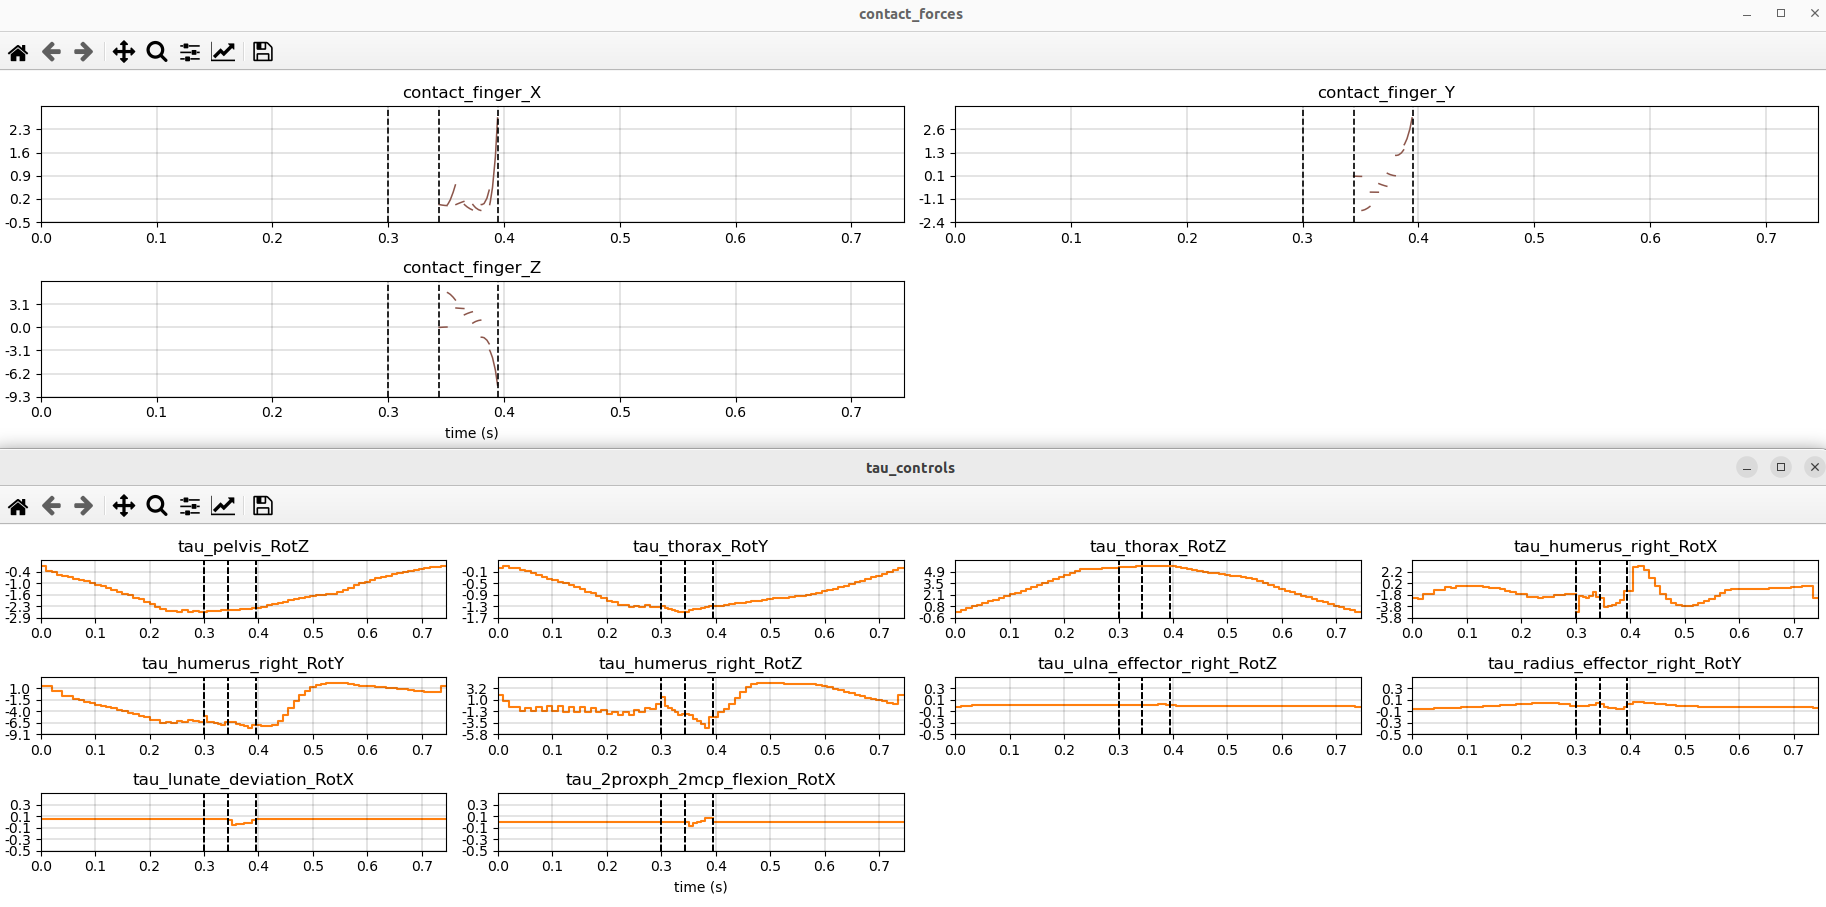 contact_forces
contact_finger_X
2.3
1.6
0.9
0.2
-0.5
0.0 0.1 0.2 0.3 0.4 0.5 0.6 0.7
contact_finger_Y
2.6
1.3
0.1
-1.1
-2.4
0.0 0.1 0.2 0.3 0.4 0.5 0.6 0.7
contact_finger_Z
3.1
0.0
-3.1
-6.2
-9.3
0.0 0.1 0.2 0.3 0.4 0.5 0.6 0.7
time (s)
tau_controls
tau_pelvis_RotZ
-0.4
-1.0
-1.6
-2.3
-2.9
0.0 0.1 0.2 0.3 0.4 0.5 0.6 0.7
tau_thorax_RotY
-0.1
-0.5
-0.9
-1.3
-1.7
0.0 0.1 0.2 0.3 0.4 0.5 0.6 0.7
tau_thorax_RotZ
4.9
3.5
2.1
0.8
-0.6
0.0 0.1 0.2 0.3 0.4 0.5 0.6 0.7
tau_humerus_right_RotX
2.2
0.2
-1.8
-3.8
-5.8
0.0 0.1 0.2 0.3 0.4 0.5 0.6 0.7
tau_humerus_right_RotY
1.0
-1.5
-4.0
-6.5
-9.1
0.0 0.1 0.2 0.3 0.4 0.5 0.6 0.7
tau_humerus_right_RotZ
3.2
1.0
-1.3
-3.5
-5.8
0.0 0.1 0.2 0.3 0.4 0.5 0.6 0.7
tau_ulna_effector_right_RotZ
0.3
0.1
-0.1
-0.3
-0.5
0.0 0.1 0.2 0.3 0.4 0.5 0.6 0.7
tau_radius_effector_right_RotY
0.3
0.1
-0.1
-0.3
-0.5
0.0 0.1 0.2 0.3 0.4 0.5 0.6 0.7
tau_lunate_deviation_RotX
0.3
0.1
-0.1
-0.3
-0.5
0.0 0.1 0.2 0.3 0.4 0.5 0.6 0.7
tau_2proxph_2mcp_flexion_RotX
0.3
0.1
-0.1
-0.3
-0.5
0.0 0.1 0.2 0.3 0.4 0.5 0.6 0.7
time (s)